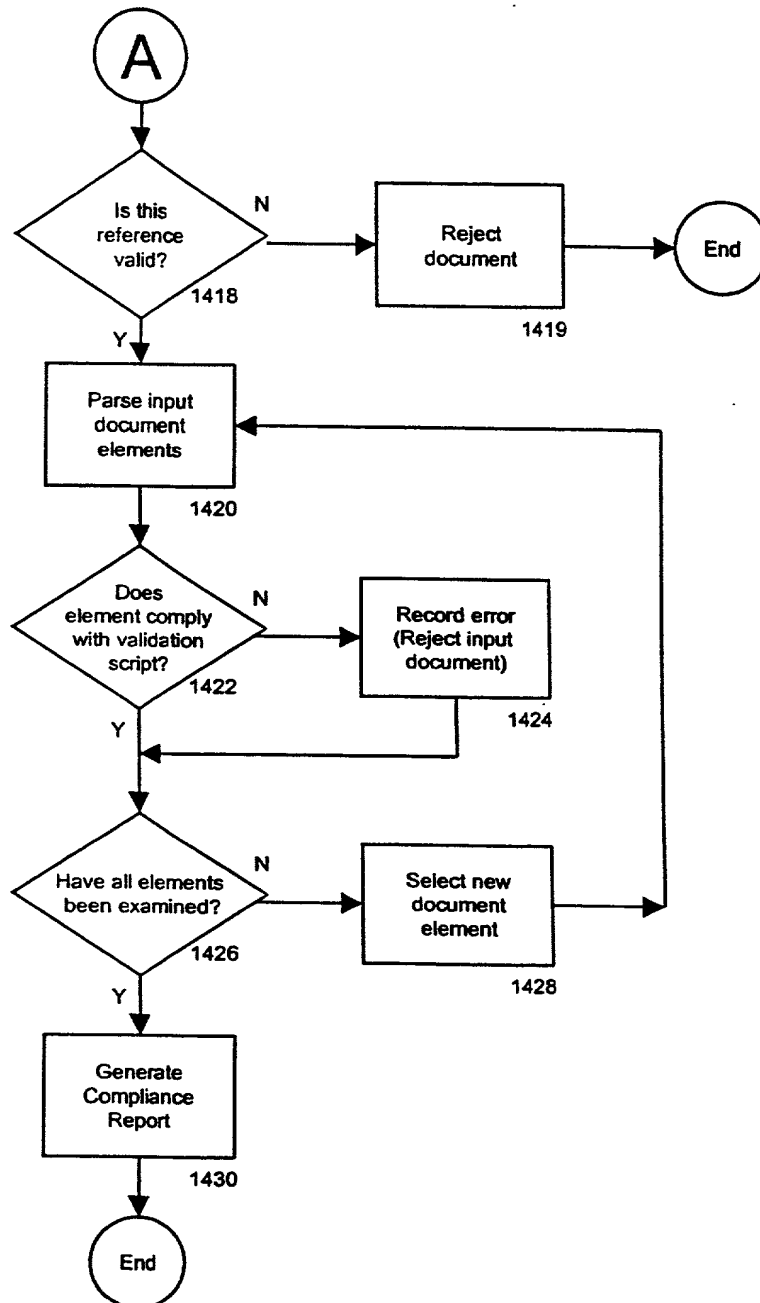 A
Is this
reference
valid?
N
1418
Y
Reject
document
1419
End
Parse input
document
elements
1420
Does
element comply
with validation
script?
N
1422
Y
Record error
(Reject input
document)
1424
Have all elements
been examined?
N
1426
Y
Select new
document
element
1428
Generate
Compliance
Report
1430
End